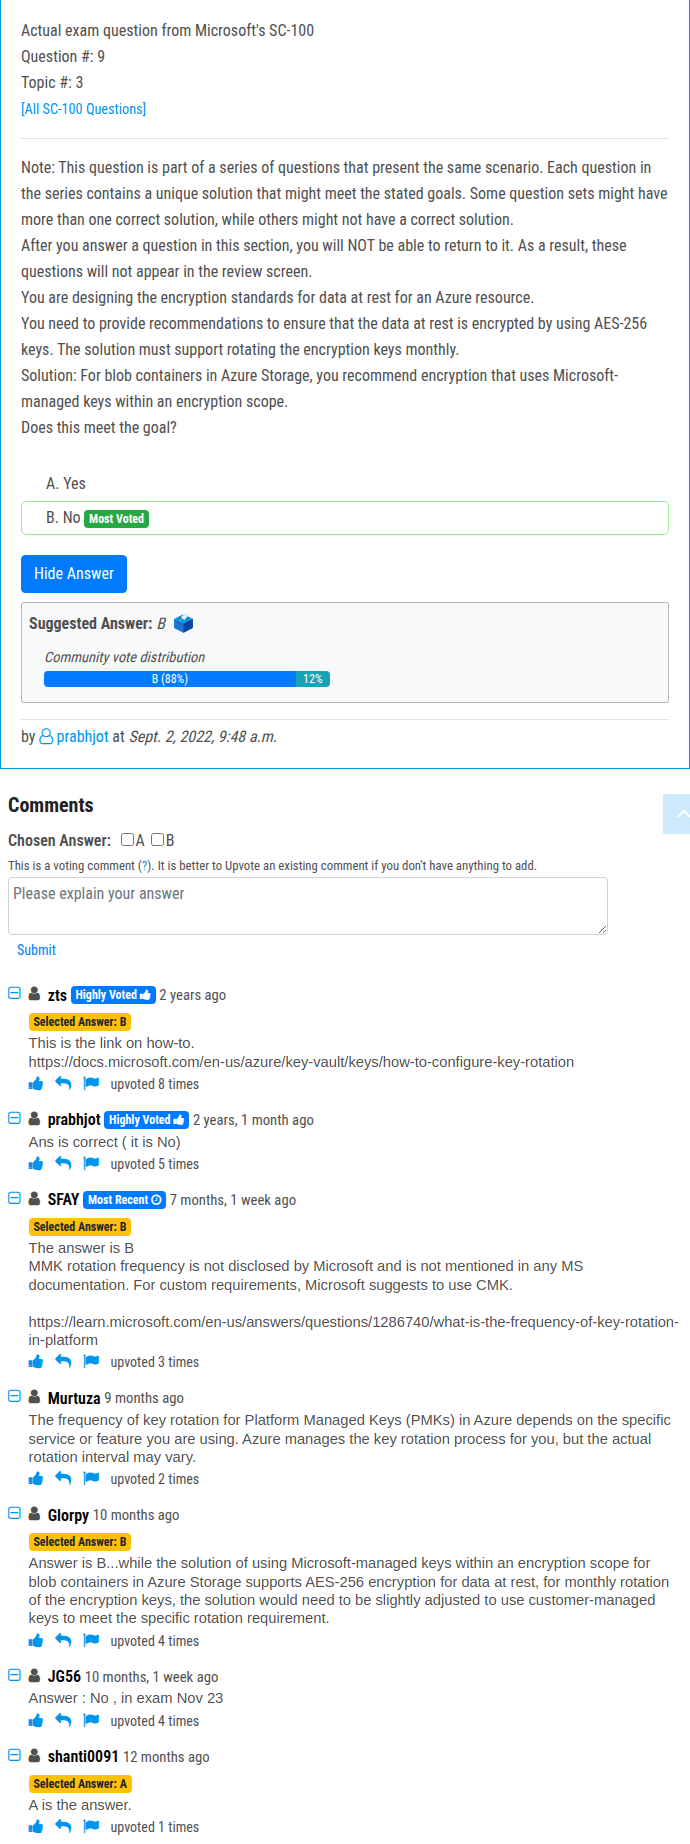 Actual exam question from Microsoft's SC-100
Question #: 9
Topic #: 3
[All SC-100 Questions]
Note: This question is part of a series of questions that present the same scenario. Each question in
the series contains a unique solution that might meet the stated goals. Some question sets might have
more than one correct solution, while others might not have a correct solution.
After you answer a question in this section, you will NOT be able to return to it. As a result, these
questions will not appear in the review screen.
You are designing the encryption standards for data at rest for an Azure resource.
You need to provide recommendations to ensure that the data at rest is encrypted by using AES-256
keys. The solution must support rotating the encryption keys monthly.
Solution: For blob containers in Azure Storage, you recommend encryption that uses Microsoft-
managed keys within an encryption scope.
Does this meet the goal?
A. Yes
B. No Most Voted
Hide Answer
Suggested Answer: B
Community vote distribution
B (88%) 12%
by prabhjot at Sept. 2, 2022, 9:48 a.m.
Comments
Chosen Answer: A B
This is a voting comment (?). It is better to Upvote an existing comment if you don't have anything to add.
Please explain your answer
Submit
zts Highly Voted 2 years ago
Selected Answer: B
This is the link on how-to.
https://docs.microsoft.com/en-us/azure/key-vault/keys/how-to-configure-key-rotation
upvoted 8 times
prabhjot Highly Voted 2 years, 1 month ago
Ans is correct ( it is No)
upvoted 5 times
SFAY Most Recent 7 months, 1 week ago
Selected Answer: B
The answer is B
MMK rotation frequency is not disclosed by Microsoft and is not mentioned in any MS
documentation. For custom requirements, Microsoft suggests to use CMK.
https://learn.microsoft.com/en-us/answers/questions/1286740/what-is-the-frequency-of-key-rotation-
in-platform
upvoted 3 times
Murtuza 9 months ago
The frequency of key rotation for Platform Managed Keys (PMKs) in Azure depends on the specific
service or feature you are using. Azure manages the key rotation process for you, but the actual
rotation interval may vary.
upvoted 2 times
Glorpy 10 months ago
Selected Answer: B
Answer is B...while the solution of using Microsoft-managed keys within an encryption scope for
blob containers in Azure Storage supports AES-256 encryption for data at rest, for monthly rotation
of the encryption keys, the solution would need to be slightly adjusted to use customer-managed
keys to meet the specific rotation requirement.
upvoted 4 times
JG56 10 months, 1 week ago
Answer : No , in exam Nov 23
upvoted 4 times
shanti0091 12 months ago
Selected Answer: A
A is the answer.
upvoted 1 times